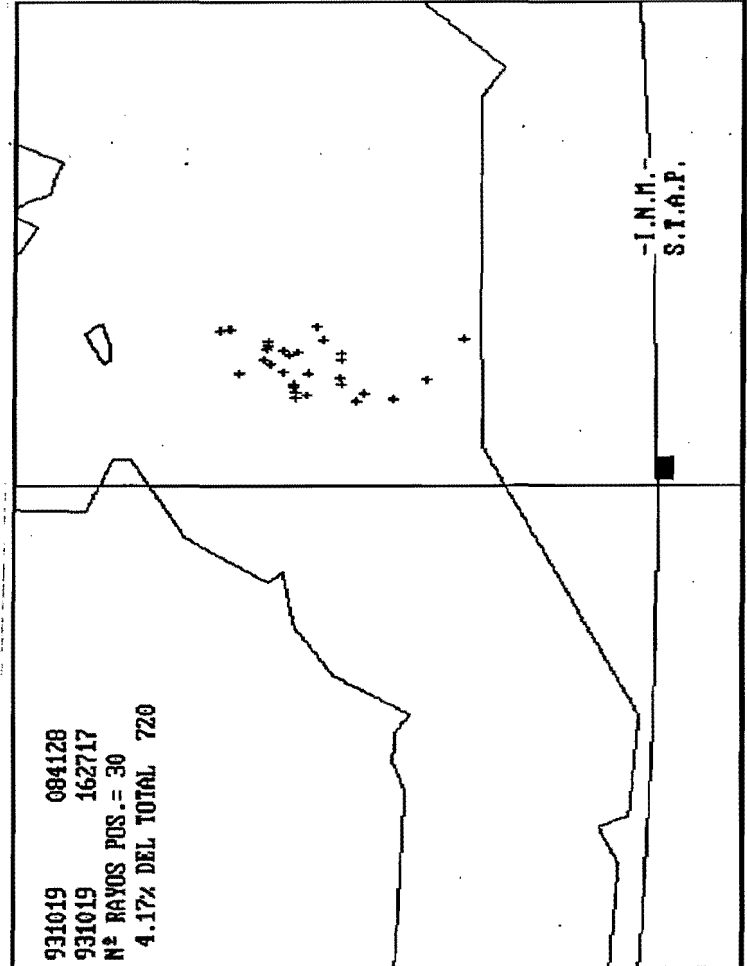 931019 084128
931019 162717
Nº RAYOS POS.= 30
4.17% DEL TOTAL 720
-I.N.M.-
S.T.A.P.